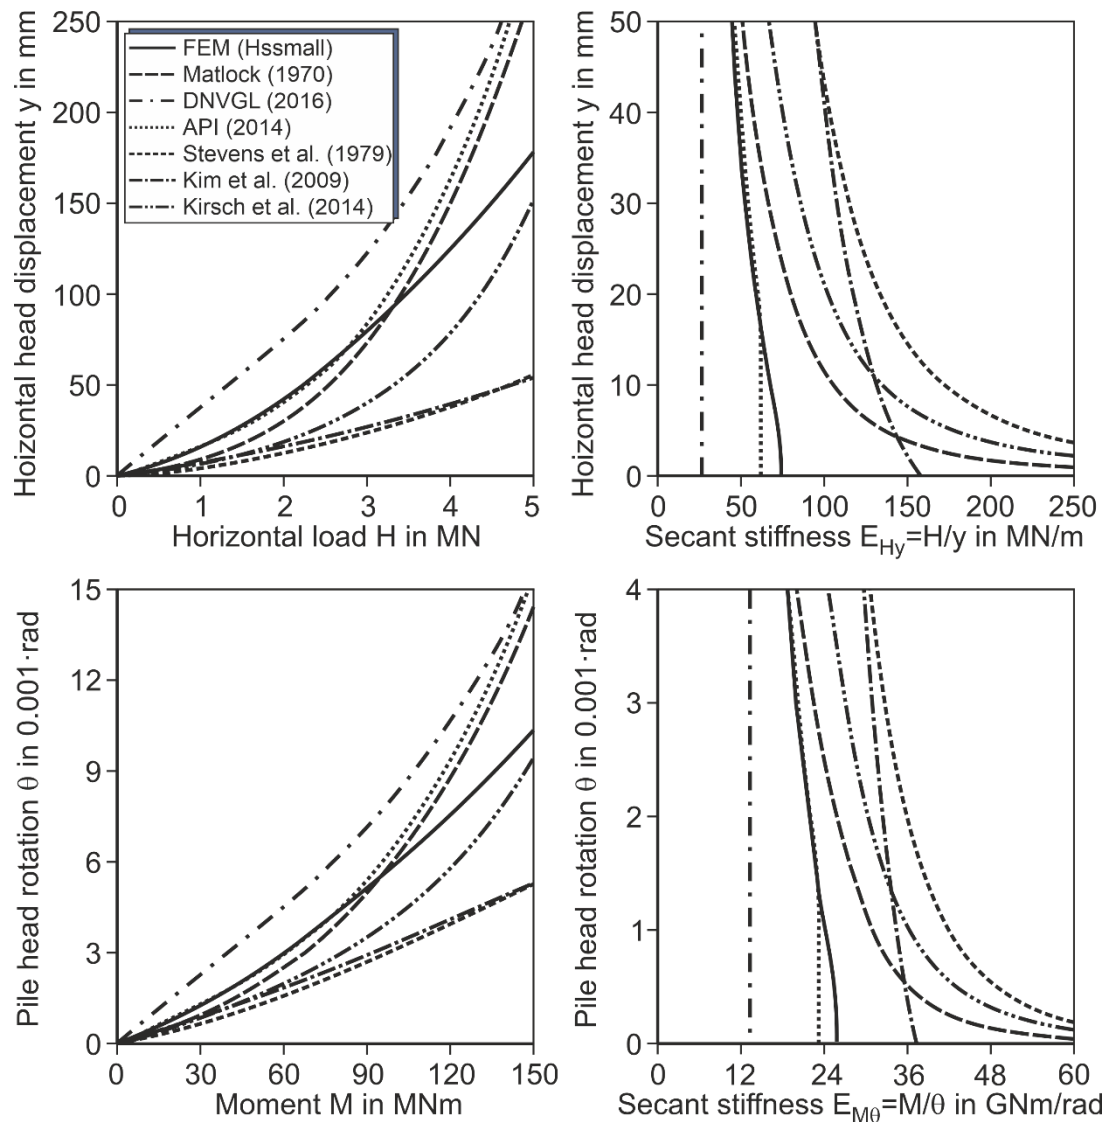 Hoizontal head displacement y in mm
250
200
150
100
50
0
FEM (Hssmall)
Matlock (1970)
DNVGL (2016)
API (2014)
Stevens et al. (1979)
Kim et al. (2009)
Kirsch et al. (2014)
0 1 2 3 4 5
Horizontal load H in MN
Hoizontal head displacement y in mm
50
40
30
20
10
0
0 50 100 150 200 250
Secant stiffness E_Hy=H/y in MN/m
Pile head rotation θ in 0.001·rad
15
12
9
6
3
0
0 30 60 90 120 150
Moment M in MNm
Pile head rotation θ in 0.001·rad
4
3
2
1
0
0 12 24 36 48 60
Secant stiffness E_Mθ=M/θ in GNm/rad